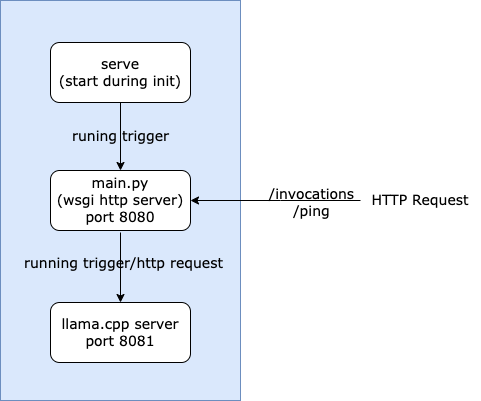 serve
(start during init)
runing trigger
main.py
(wsgi http server)
port 8080
/invocations
/ping
HTTP Request
running trigger/http request
llama.cpp server
port 8081